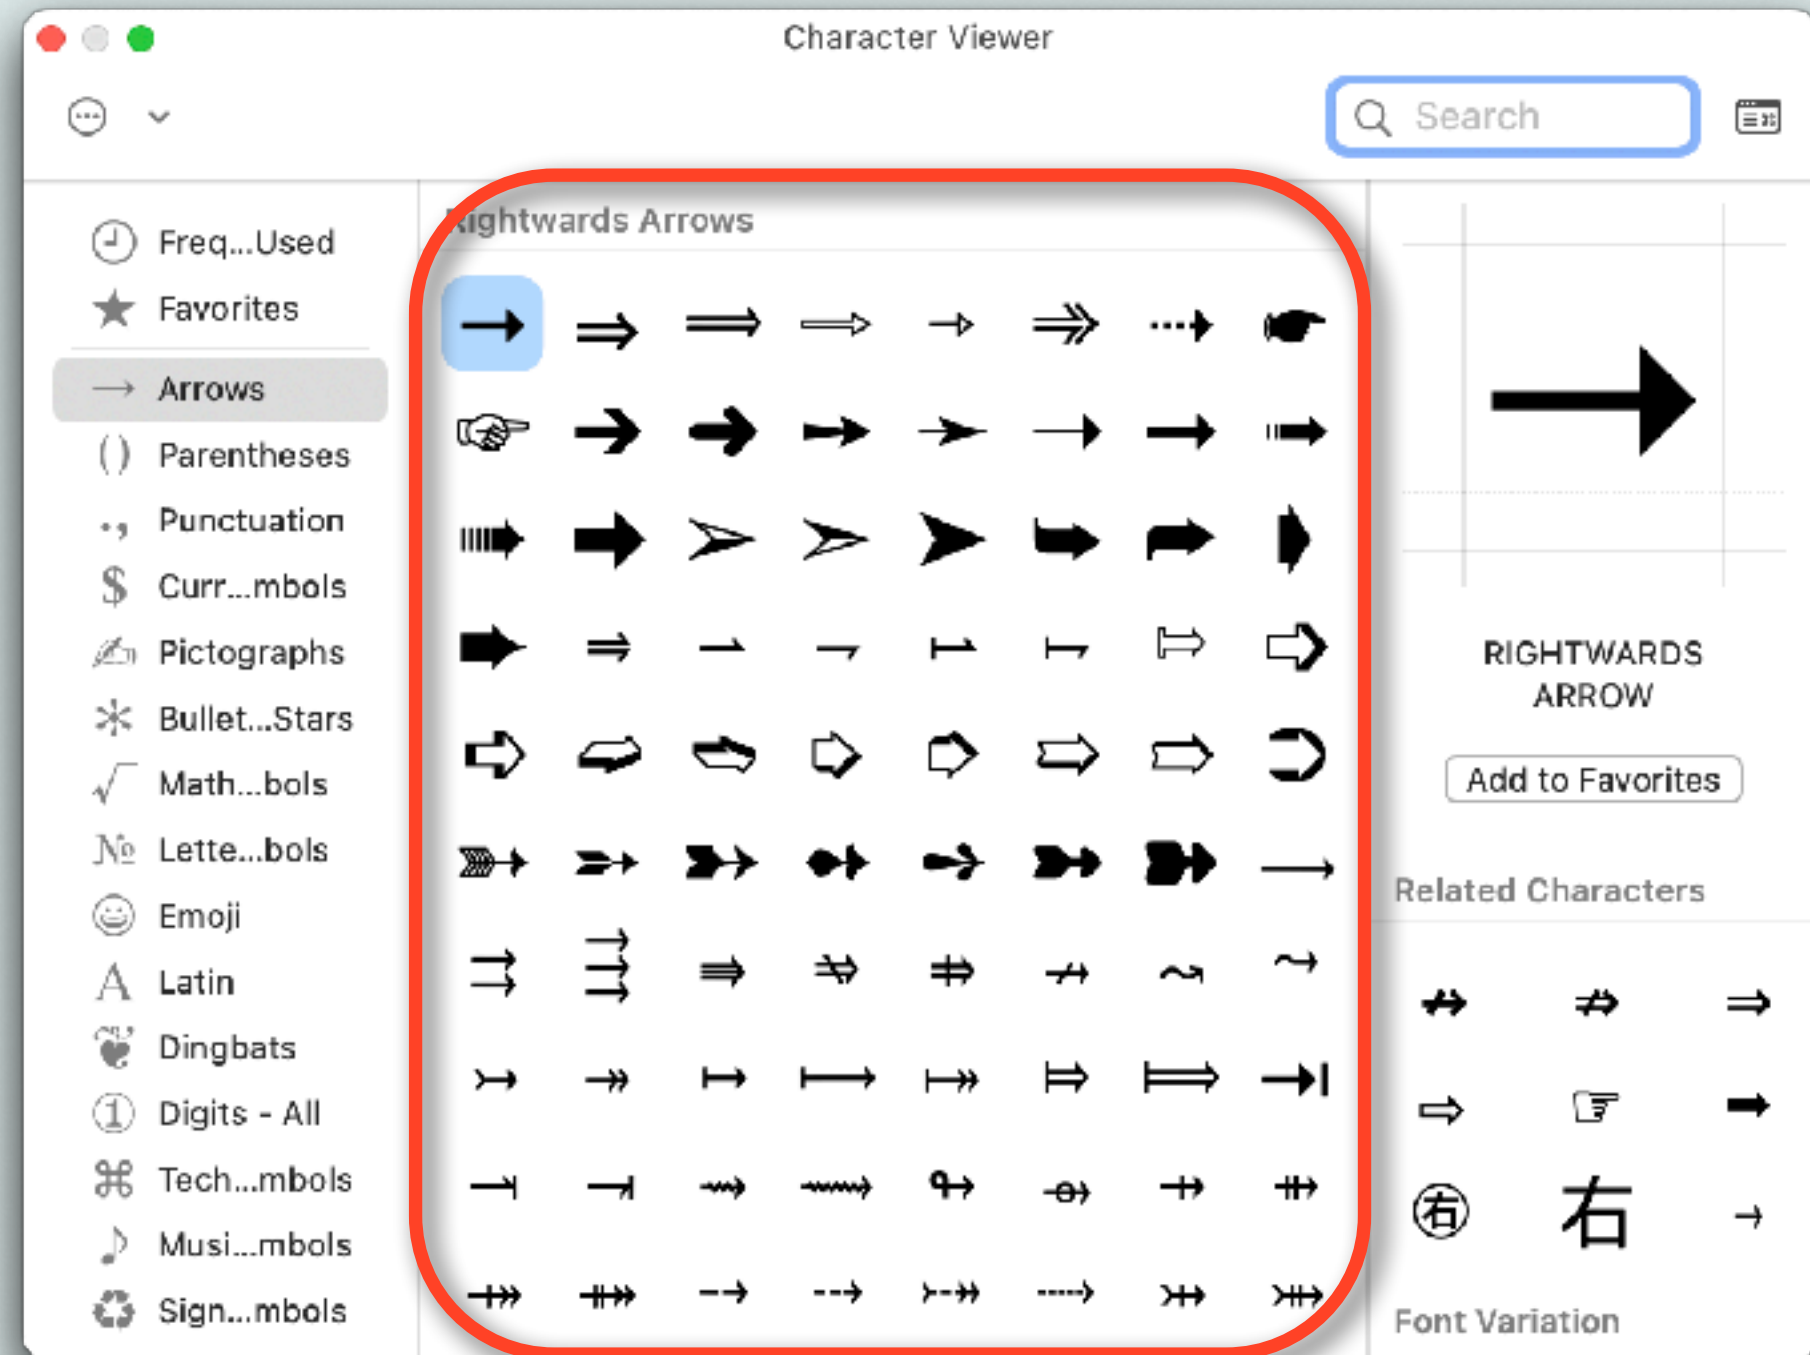 Character Viewer
Search
Freq...Used
Favorites
Arrows
Parentheses
Punctuation
Curr...mbols
Pictographs
Bullet...Stars
Math...bols
Lette...bols
Emoji
Latin
Dingbats
Digits - All
Tech...mbols
Musi...mbols
Sign...mbols
Rightwards Arrows
RIGHTWARDS
ARROW
Add to Favorites
Related Characters
㊨ 右
Font Variation